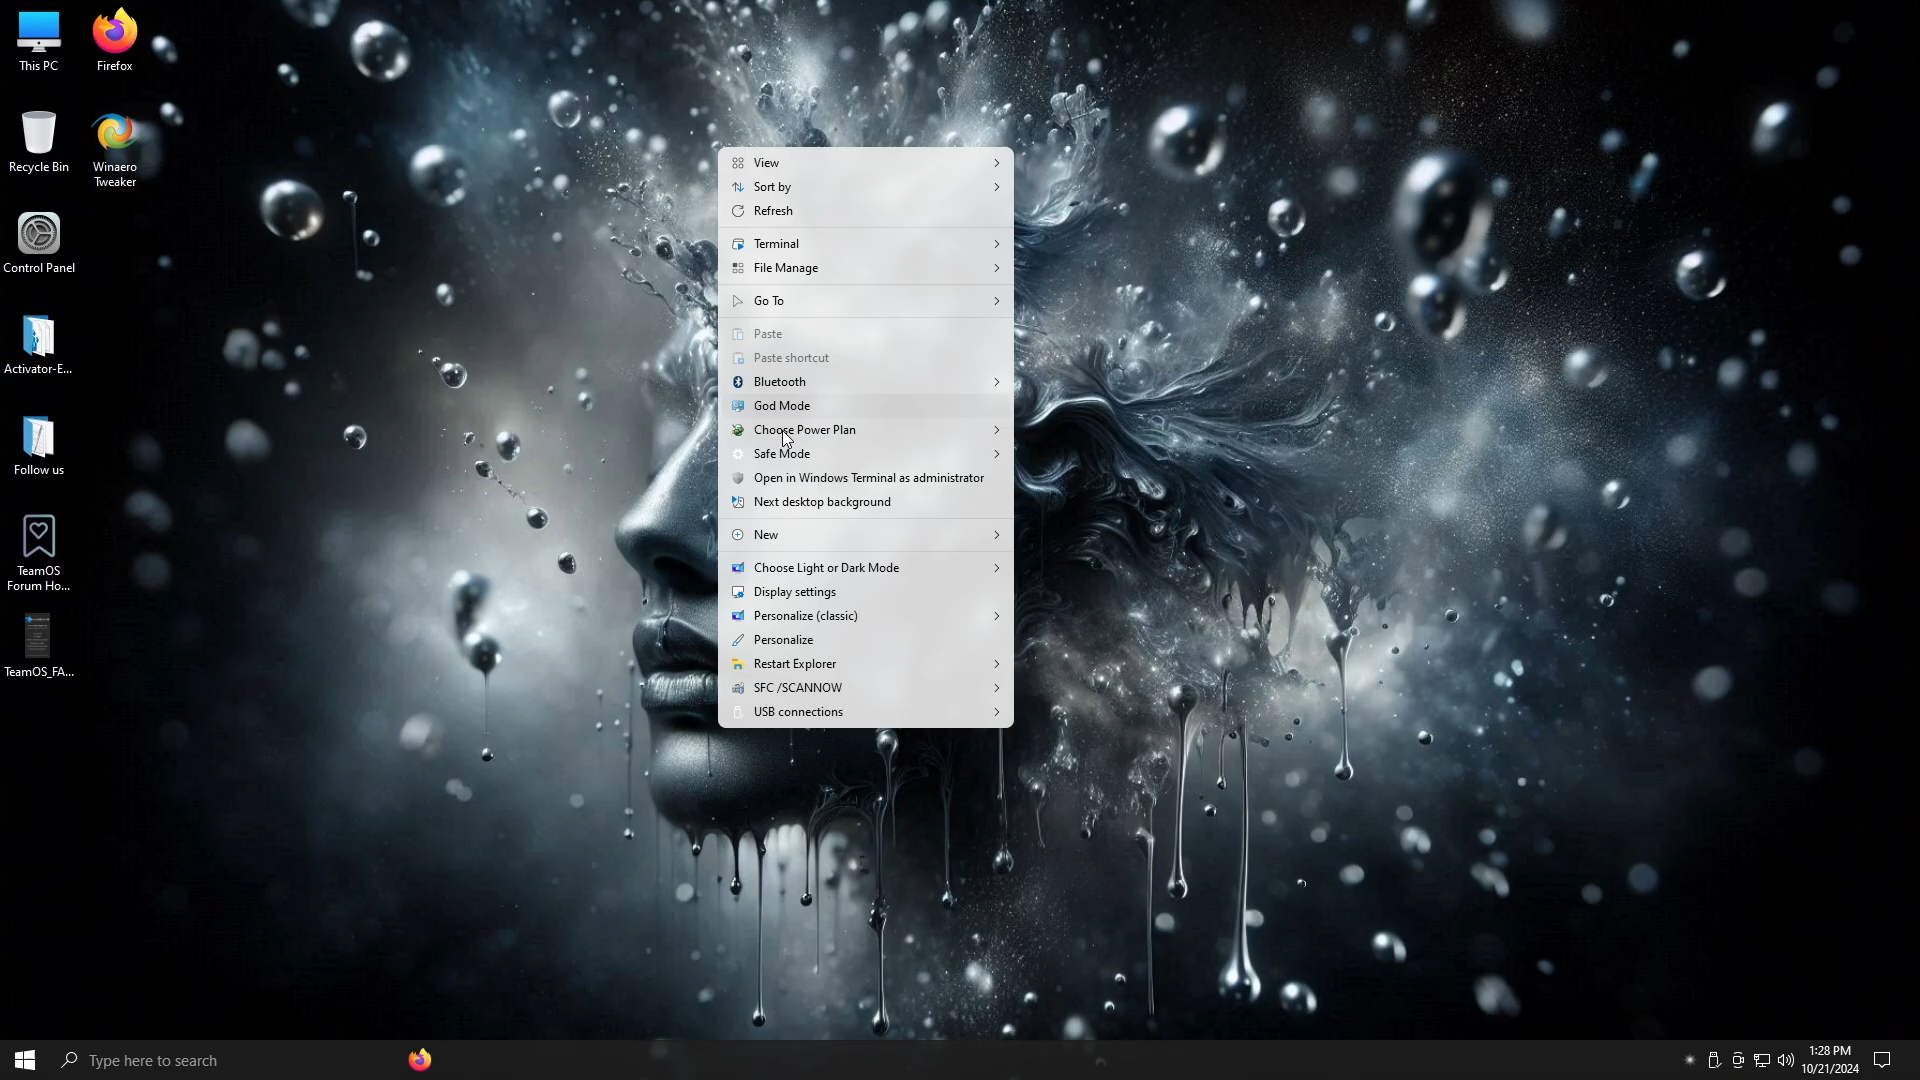 This PC
Firefox
Recycle Bin
Winaero
Tweaker
Control Panel
Activator-E...
Follow us
TeamOS
Forum Ho...
TeamOS_FA...
View
Sort by
Refresh
Terminal
File Manage
Go To
Paste
Paste shortcut
Bluetooth
God Mode
Choose Power Plan
Safe Mode
Open in Windows Terminal as administrator
Next desktop background
New
Choose Light or Dark Mode
Display settings
Personalize (classic)
Personalize
Restart Explorer
SFC /SCANNOW
USB connections
Type here to search
1:28 PM
10/21/2024